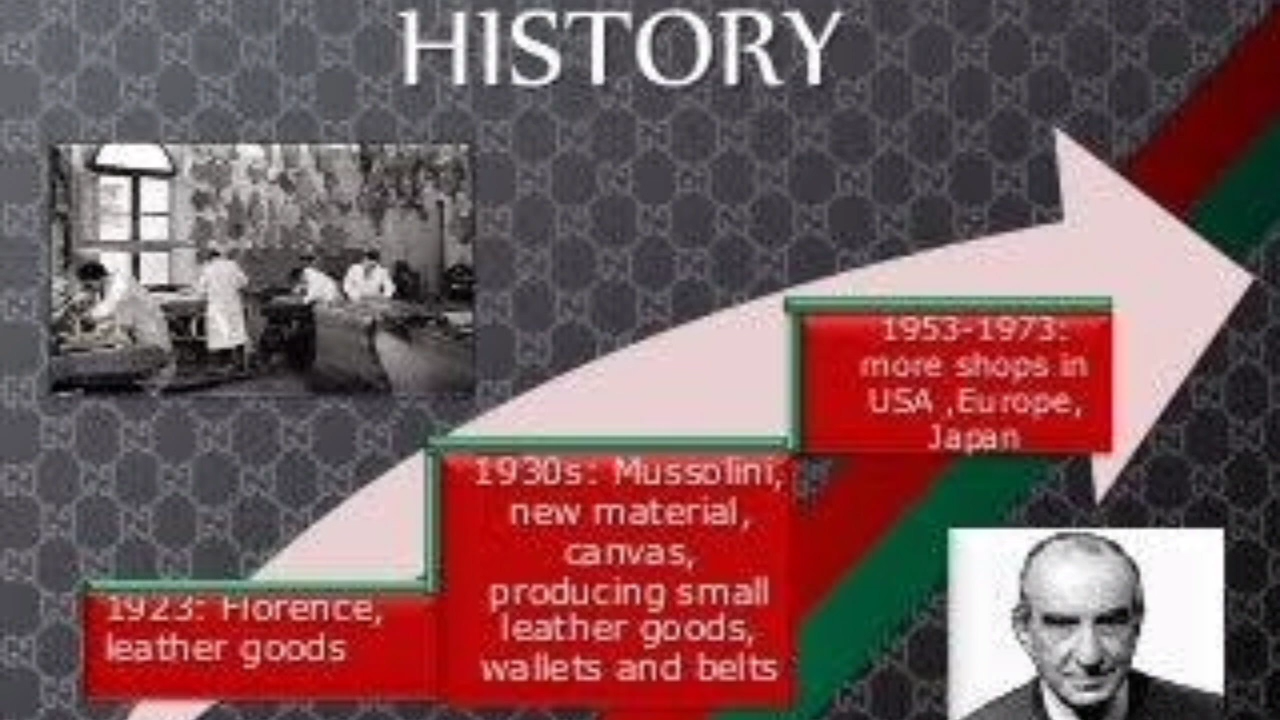 HISTORY
1953-1973:
more shops in
USA ,Europe,
Japan
1930s: Mussolini,
new material,
canvas,
producing small
leather goods,
wallets and belts
1923: Florence,
leather goods